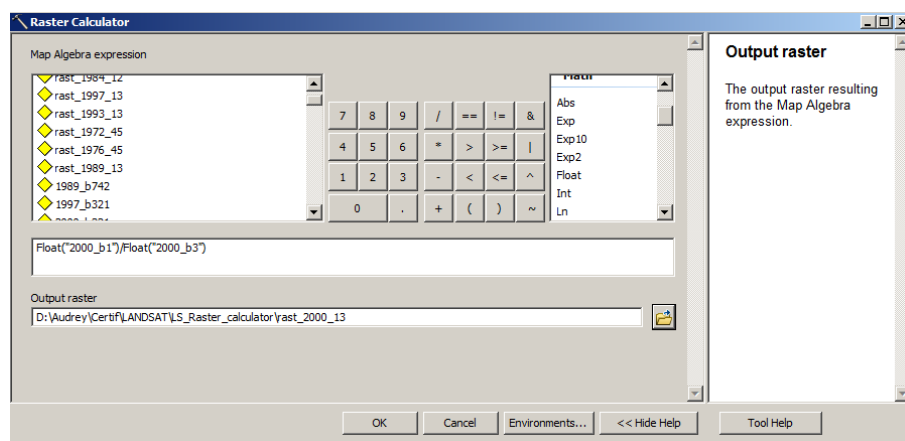 Raster Calculator
Map Algebra expression
rast_1984_12
rast_1997_13
rast_1993_13
rast_1972_45
rast_1976_45
rast_1989_13
1989_b742
1997_b321
7 8 9 / == != &
4 5 6 * > >= |
1 2 3 - < <= ^
0 . + ( ) ~
Math
Abs
Exp
Exp10
Exp2
Float
Int
Ln
Float("2000_b1")/Float("2000_b3")
Output raster
D:\Audrey\Certif\LANDSAT\LS_Raster_calculator\rast_2000_13
OK
Cancel
Environments...
<< Hide Help
Tool Help
Output raster
The output raster resulting
from the Map Algebra
expression.